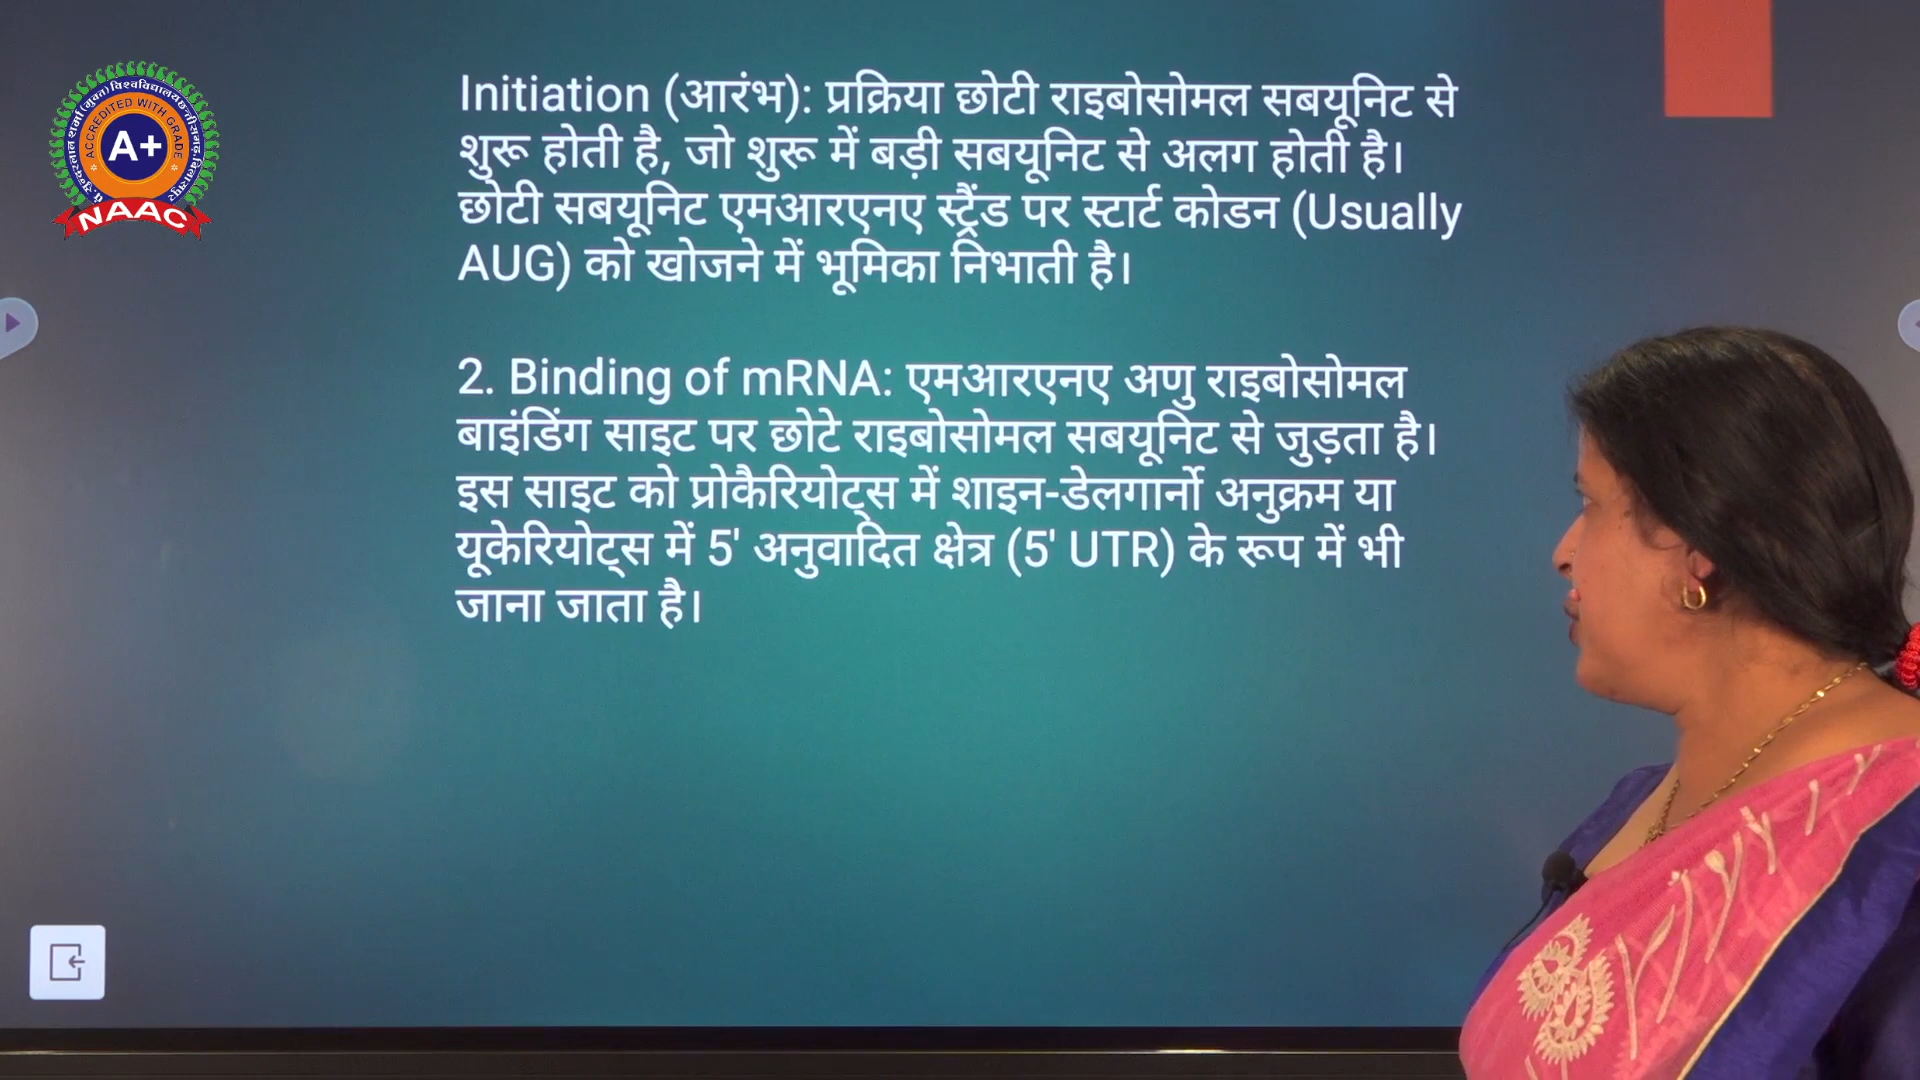 विश्वविद्यालय
ACCREDITED WITH GRADE
A+
NAAC
Initiation (आरंभ): प्रक्रिया छोटी राइबोसोमल सबयूनिट से
शुरू होती है, जो शुरू में बड़ी सबयूनिट से अलग होती है।
छोटी सबयूनिट एमआरएनए स्ट्रैंड पर स्टार्ट कोडन (Usually
AUG) को खोजने में भूमिका निभाती है।
2. Binding of mRNA: एमआरएनए अणु राइबोसोमल
बाइंडिंग साइट पर छोटे राइबोसोमल सबयूनिट से जुड़ता है।
इस साइट को प्रोकैरियोट्स में शाइन-डेलगार्नो अनुक्रम या
यूकेरियोट्स में 5' अनुवादित क्षेत्र (5' UTR) के रूप में भी
जाना जाता है।